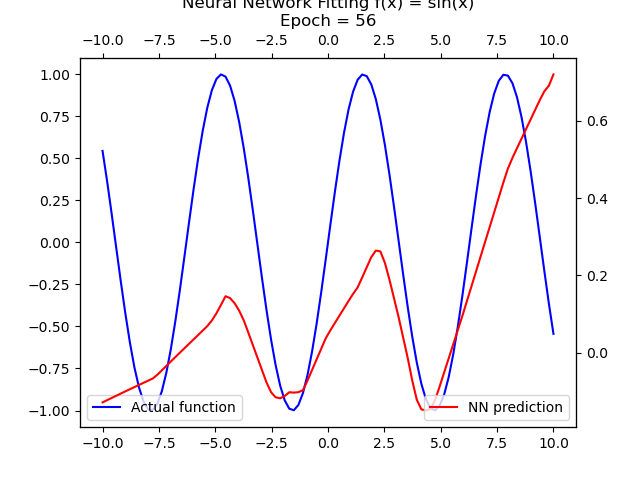 Neural Network Fitting f(x) = sin(x)
Epoch = 56
−10.0 −7.5 −5.0 −2.5 0.0 2.5 5.0 7.5 10.0
1.00
0.75
0.50
0.25
0.00
−0.25
−0.50
−0.75
−1.00
0.6
0.4
0.2
0.0
Actual function
NN prediction
−10.0 −7.5 −5.0 −2.5 0.0 2.5 5.0 7.5 10.0